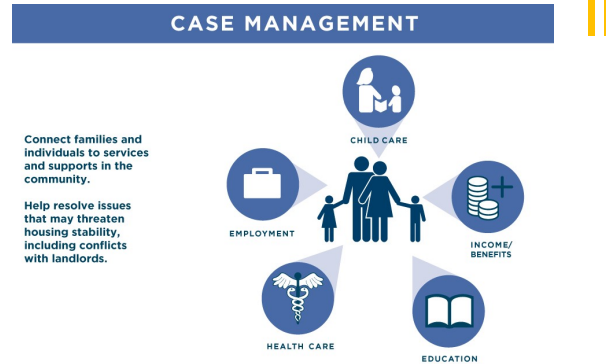 CASE MANAGEMENT
Connect families and
individuals to services
and supports in the
community.
Help resolve issues
that may threaten
housing stability,
including conflicts
with landlords.
CHILD CARE
EMPLOYMENT
INCOME/
BENEFITS
HEALTH CARE
EDUCATION